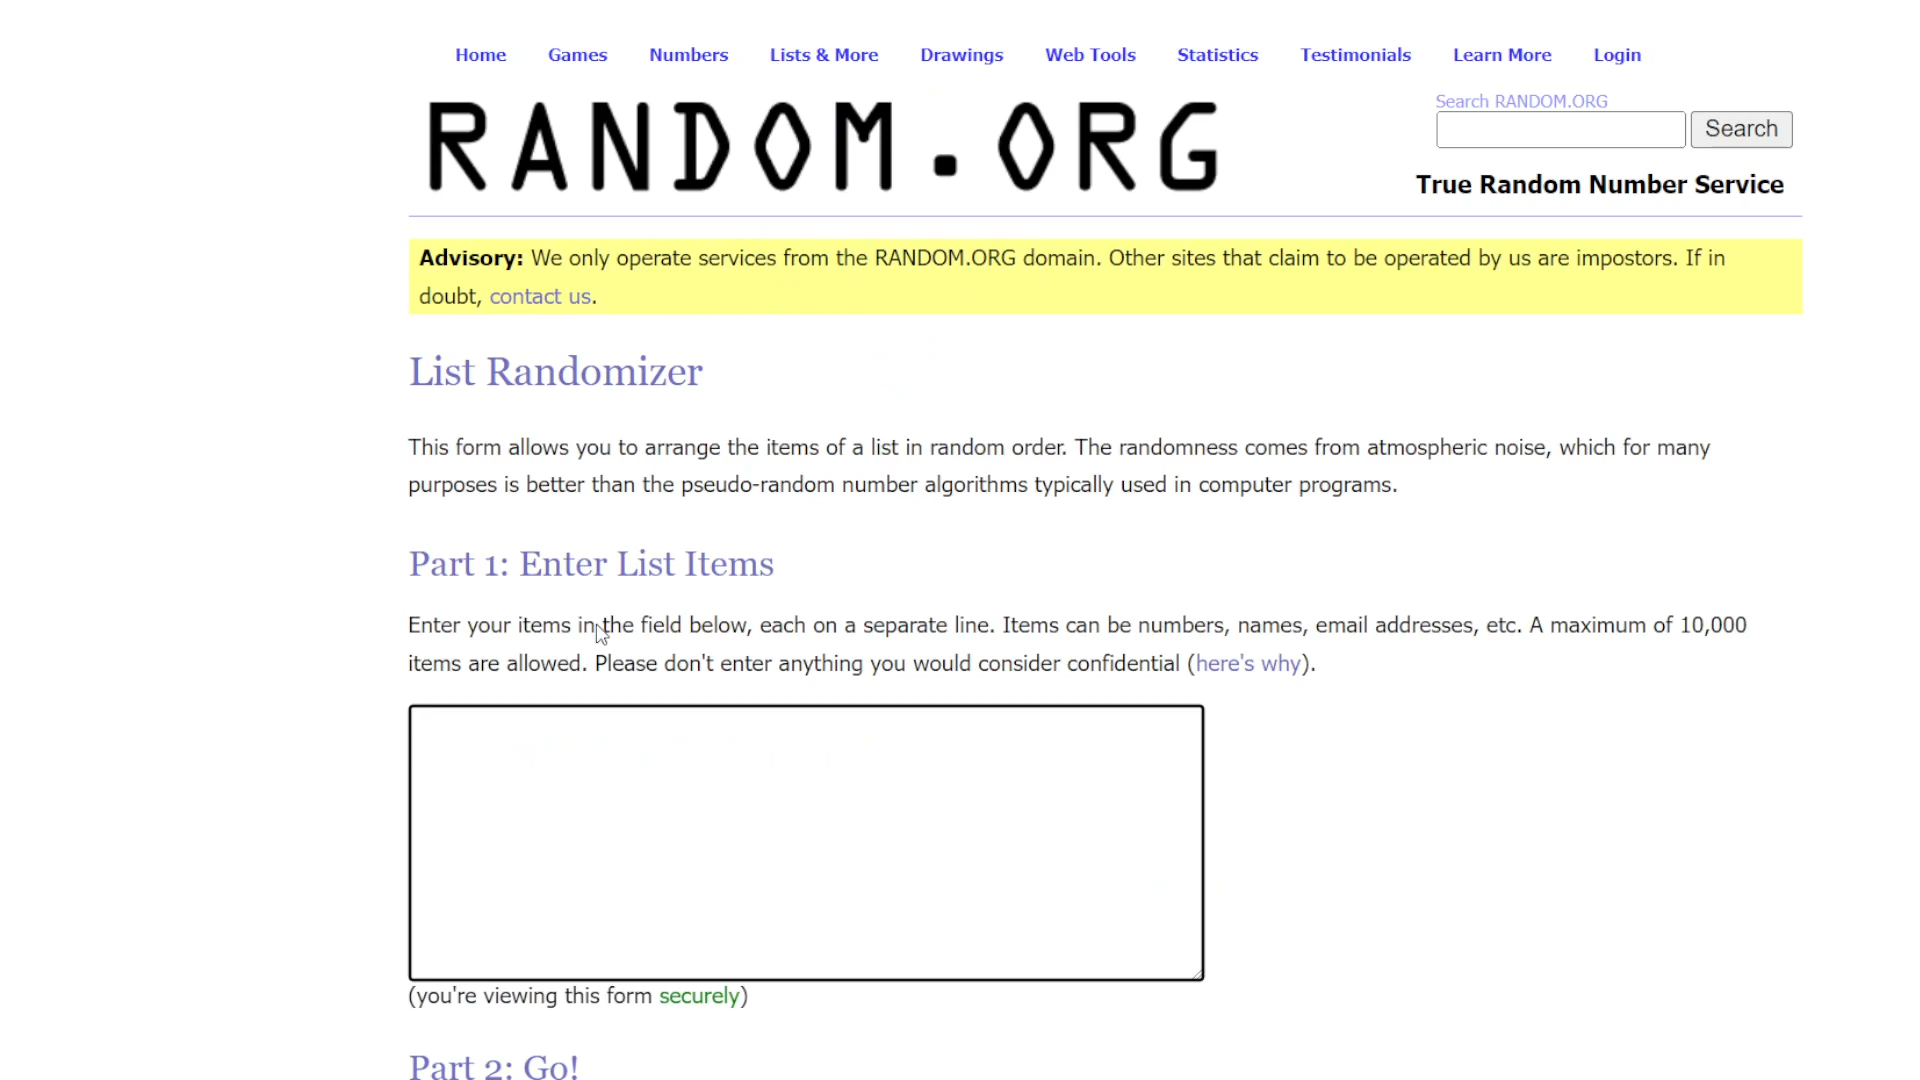 Home Games Numbers Lists & More Drawings Web Tools Statistics Testimonials Learn More Login
RANDOM.ORG
Search RANDOM.ORG
Search
True Random Number Service
Advisory: We only operate services from the RANDOM.ORG domain. Other sites that claim to be operated by us are impostors. If in
doubt, contact us.
List Randomizer
This form allows you to arrange the items of a list in random order. The randomness comes from atmospheric noise, which for many
purposes is better than the pseudo-random number algorithms typically used in computer programs.
Part 1: Enter List Items
Enter your items in the field below, each on a separate line. Items can be numbers, names, email addresses, etc. A maximum of 10,000
items are allowed. Please don't enter anything you would consider confidential (here's why).
(you're viewing this form securely)
Part 2: Go!